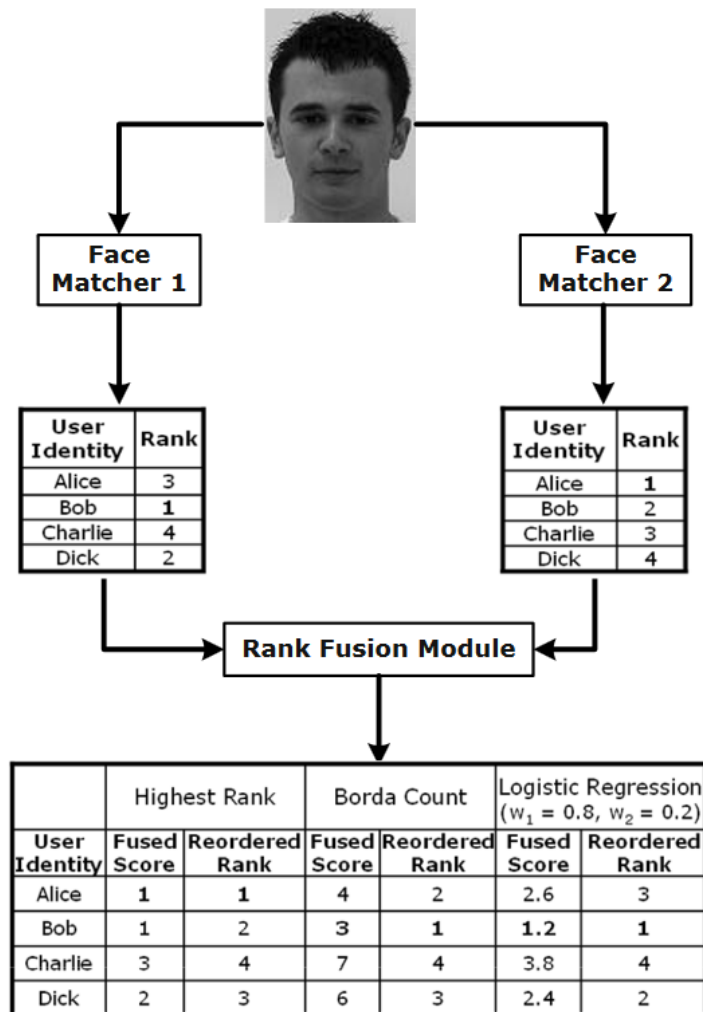 Face
Matcher 1
Face
Matcher 2
User
Identity Rank
Alice 3
Bob 1
Charlie 4
Dick 2
User
Identity Rank
Alice 1
Bob 2
Charlie 3
Dick 4
Rank Fusion Module
Highest Rank Borda Count Logistic Regression
(w₁ = 0.8, w₂ = 0.2)
User Fused Reordered Fused Reordered Fused Reordered
Identity Score Rank Score Rank Score Rank
Alice 1 1 4 2 2.6 3
Bob 1 2 3 1 1.2 1
Charlie 3 4 7 4 3.8 4
Dick 2 3 6 3 2.4 2